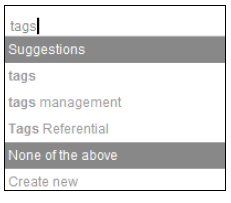 tags
Suggestions
tags
tags management
Tags Referential
None of the above
Create new